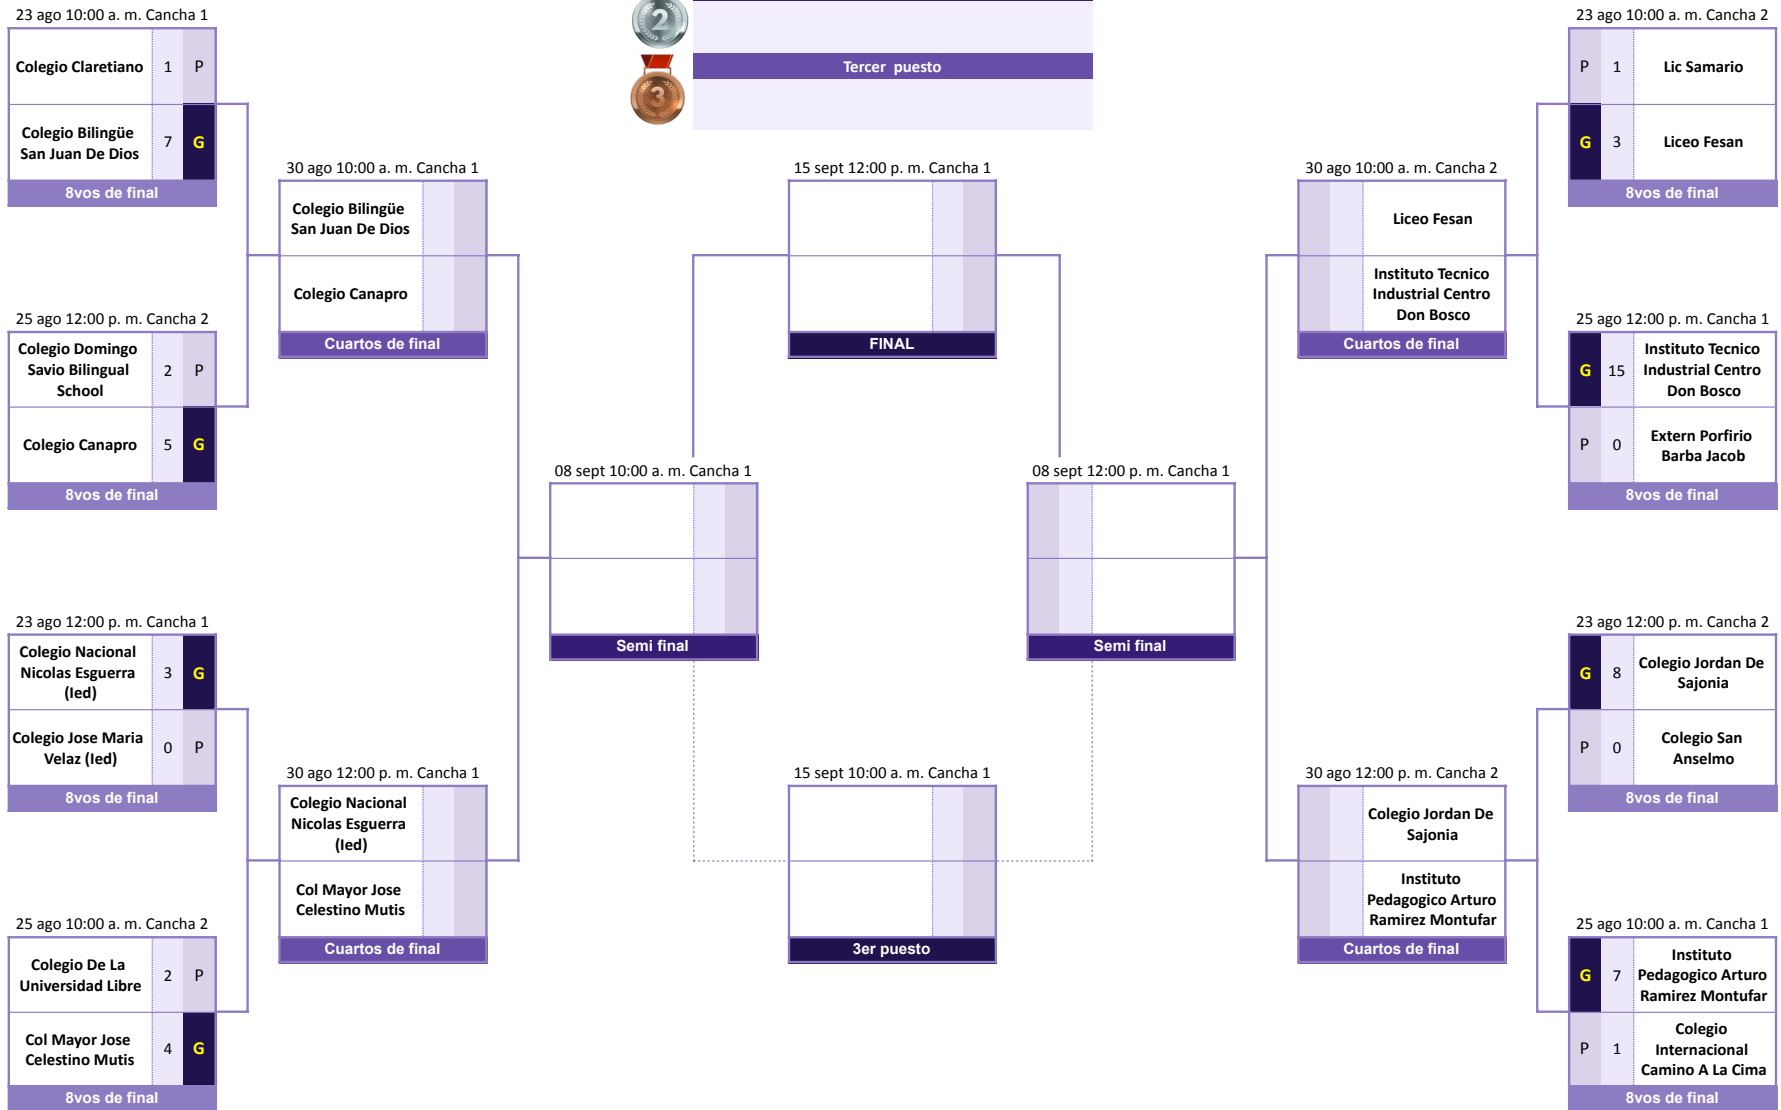 2
Tercer puesto
3
23 ago 10:00 a. m. Cancha 1
Colegio Claretiano 1 P
Colegio Bilingüe
San Juan De Dios 7 G
8vos de final
25 ago 12:00 p. m. Cancha 2
Colegio Domingo
Savio Bilingual
School 2 P
Colegio Canapro 5 G
8vos de final
23 ago 12:00 p. m. Cancha 1
Colegio Nacional
Nicolas Esguerra
(Ied) 3 G
Colegio Jose Maria
Velaz (Ied) 0 P
8vos de final
25 ago 10:00 a. m. Cancha 2
Colegio De La
Universidad Libre 2 P
Col Mayor Jose
Celestino Mutis 4 G
8vos de final
30 ago 10:00 a. m. Cancha 1
Colegio Bilingüe
San Juan De Dios
Colegio Canapro
Cuartos de final
30 ago 12:00 p. m. Cancha 1
Colegio Nacional
Nicolas Esguerra
(Ied)
Col Mayor Jose
Celestino Mutis
Cuartos de final
08 sept 10:00 a. m. Cancha 1
Semi final
15 sept 12:00 p. m. Cancha 1
FINAL
15 sept 10:00 a. m. Cancha 1
3er puesto
08 sept 12:00 p. m. Cancha 1
Semi final
30 ago 10:00 a. m. Cancha 2
Liceo Fesan
Instituto Tecnico
Industrial Centro
Don Bosco
Cuartos de final
30 ago 12:00 p. m. Cancha 2
Colegio Jordan De
Sajonia
Instituto
Pedagogico Arturo
Ramirez Montufar
Cuartos de final
23 ago 10:00 a. m. Cancha 2
P 1 Lic Samario
G 3 Liceo Fesan
8vos de final
25 ago 12:00 p. m. Cancha 1
G 15 Instituto Tecnico
Industrial Centro
Don Bosco
P 0 Extern Porfirio
Barba Jacob
8vos de final
23 ago 12:00 p. m. Cancha 2
G 8 Colegio Jordan De
Sajonia
P 0 Colegio San
Anselmo
8vos de final
25 ago 10:00 a. m. Cancha 1
G 7 Instituto
Pedagogico Arturo
Ramirez Montufar
P 1 Colegio
Internacional
Camino A La Cima
8vos de final